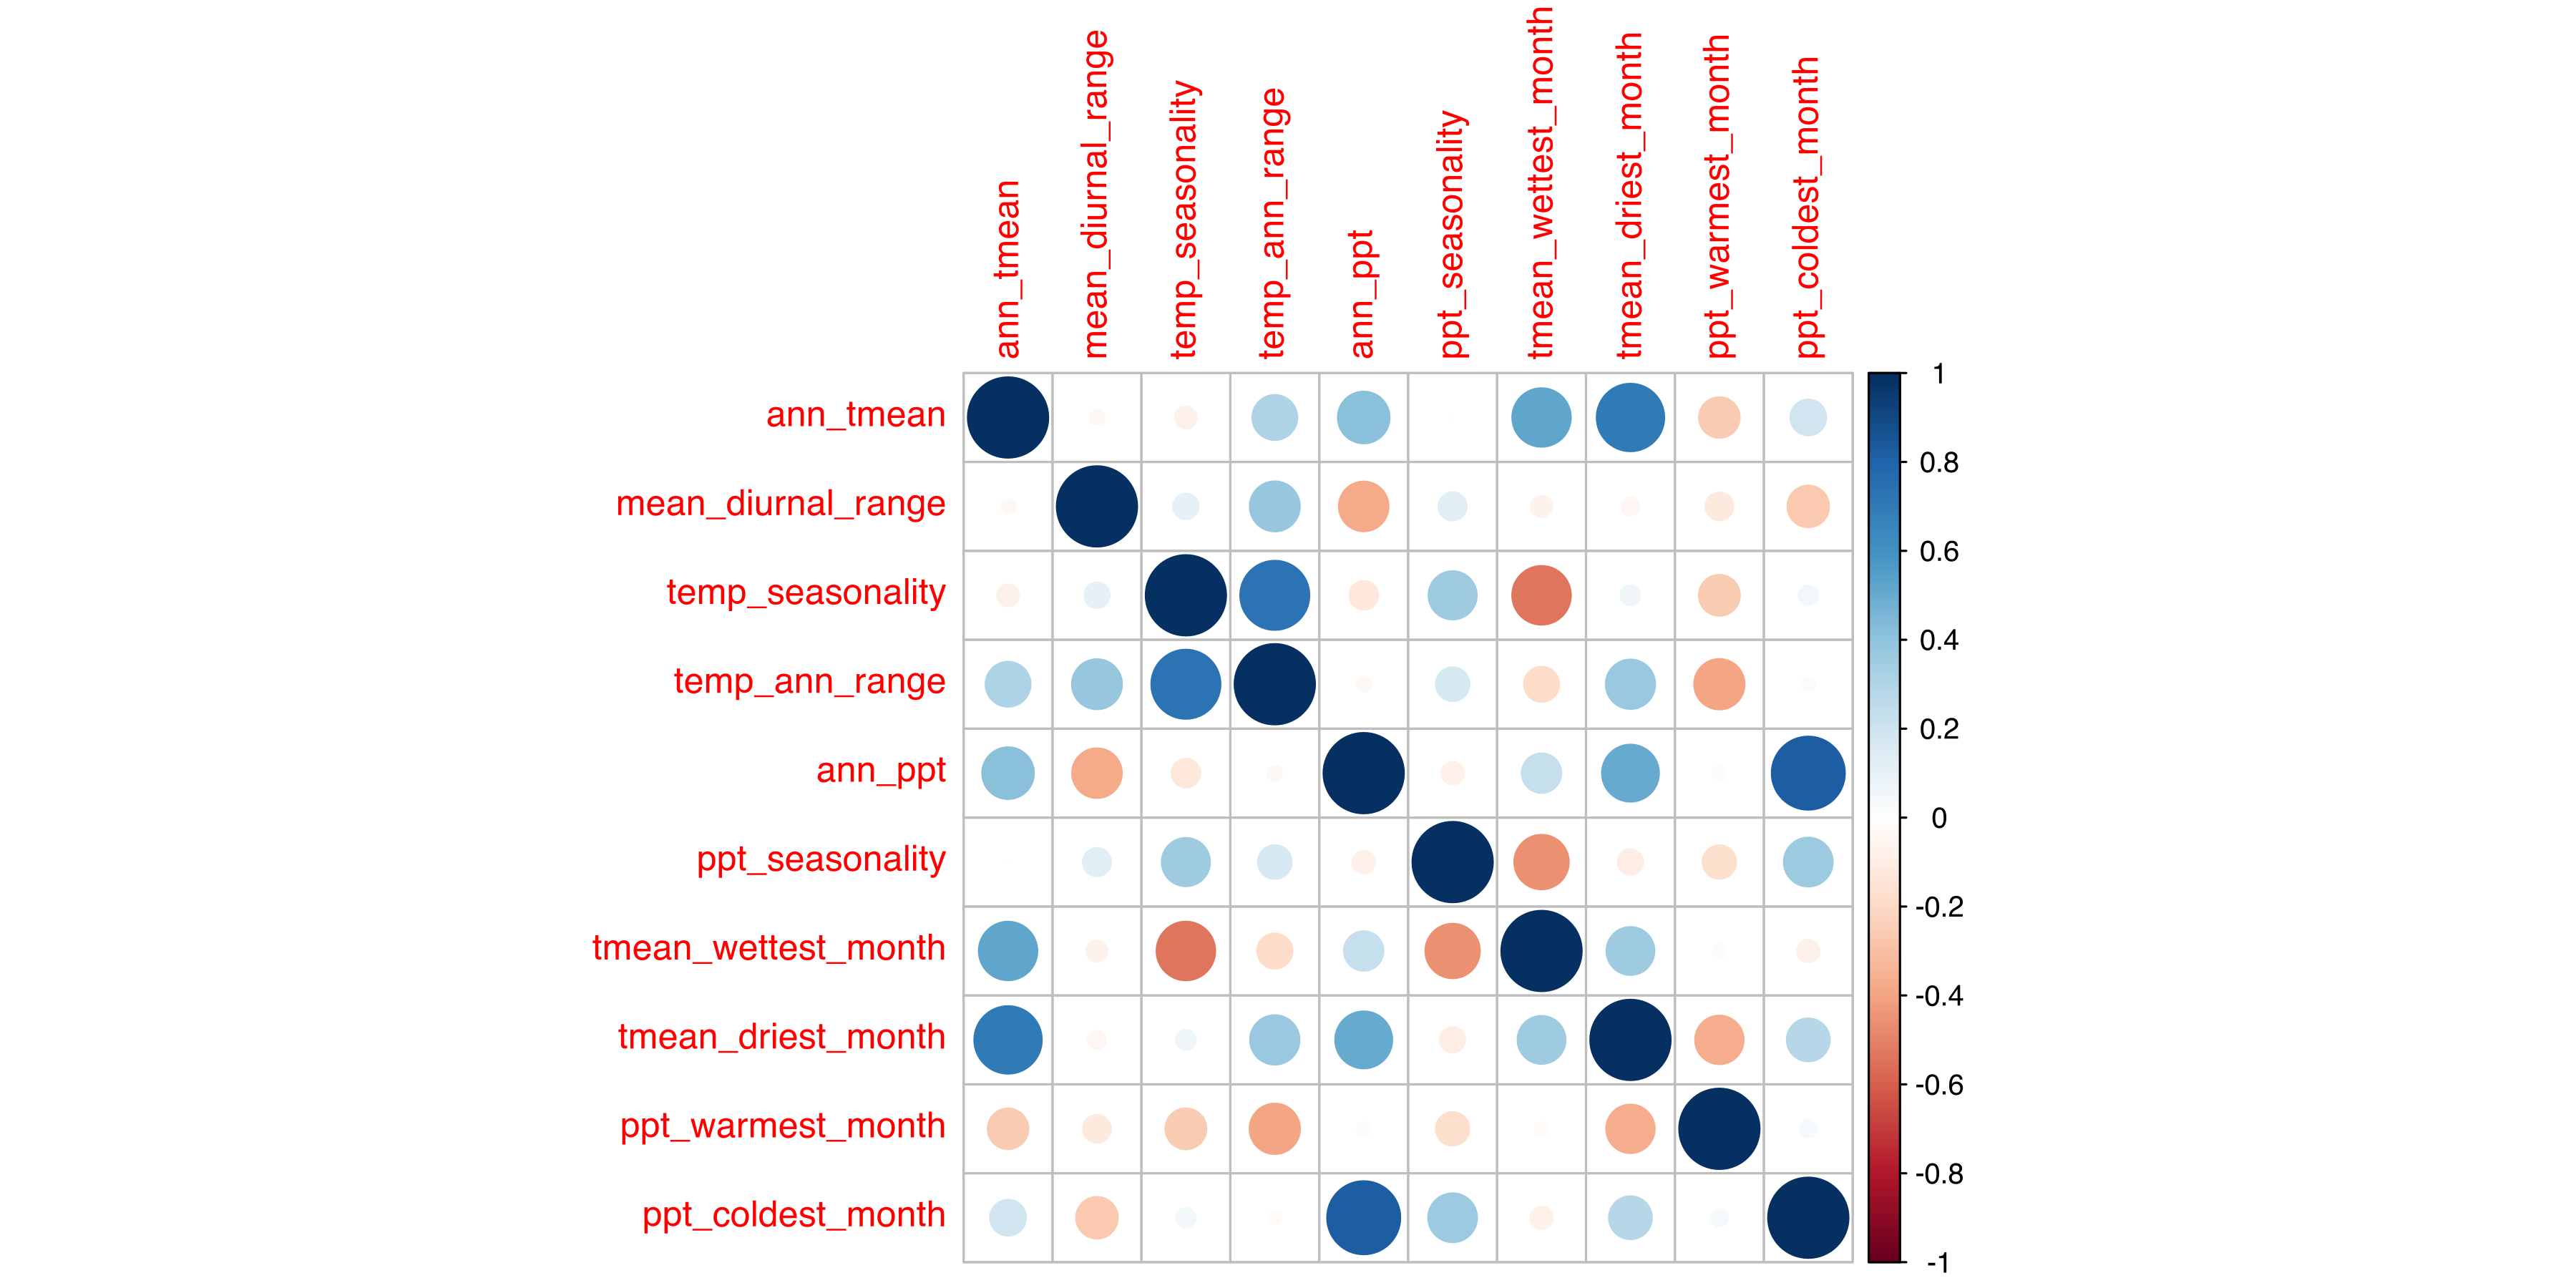 ann_tmean
mean_diurnal_range
temp_seasonality
temp_ann_range
ann_ppt
ppt_seasonality
tmean_wettest_month
tmean_driest_month
ppt_warmest_month
ppt_coldest_month
ann_tmean
mean_diurnal_range
temp_seasonality
temp_ann_range
ann_ppt
ppt_seasonality
tmean_wettest_month
tmean_driest_month
ppt_warmest_month
ppt_coldest_month
1
0.8
0.6
0.4
0.2
0
-0.2
-0.4
-0.6
-0.8
-1